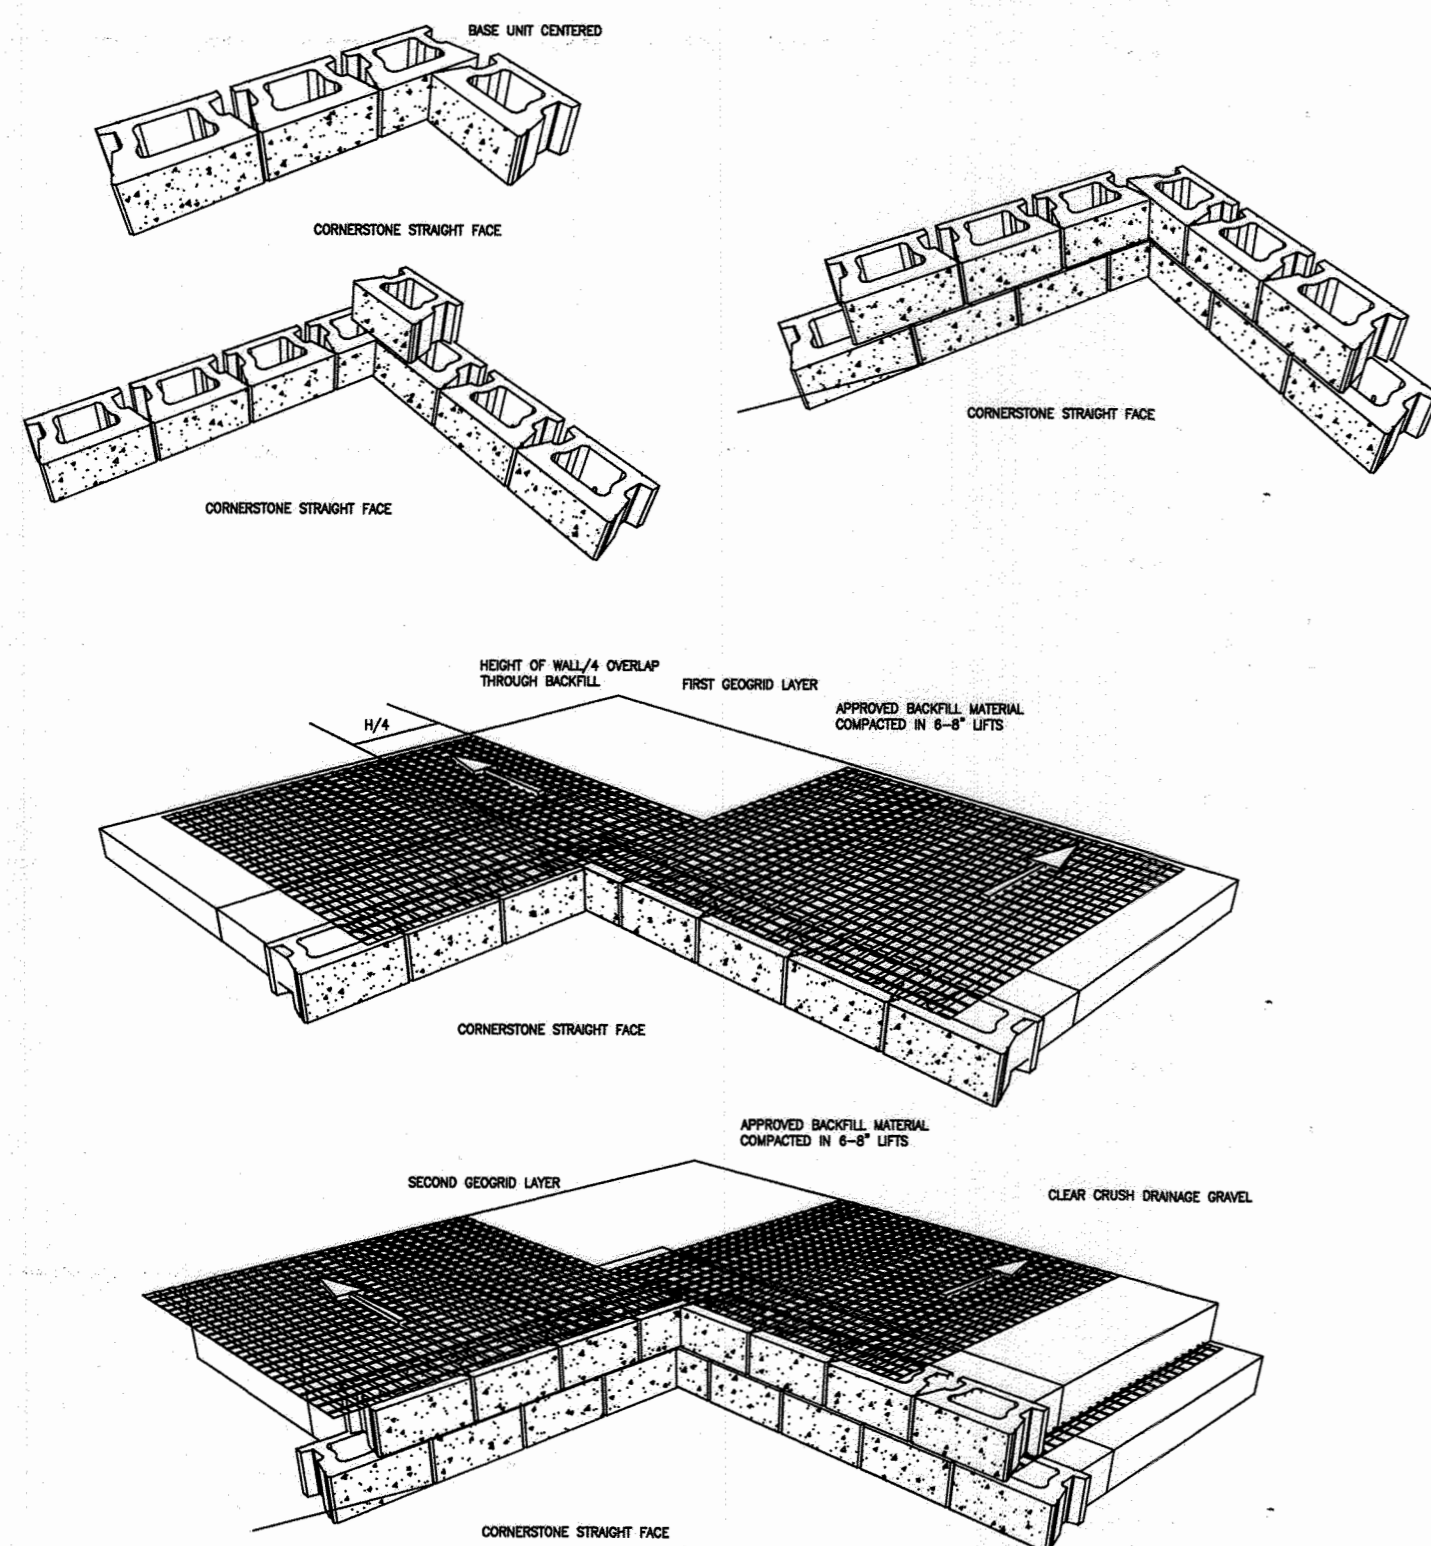 BASE UNIT CENTERED
CORNERSTONE STRAIGHT FACE
CORNERSTONE STRAIGHT FACE
CORNERSTONE STRAIGHT FACE
HEIGHT OF WALL/4 OVERLAP
THROUGH BACKFILL
FIRST GEOGRID LAYER
APPROVED BACKFILL MATERIAL
COMPACTED IN 6-8" LIFTS
H/4
CORNERSTONE STRAIGHT FACE
APPROVED BACKFILL MATERIAL
COMPACTED IN 6-8" LIFTS
SECOND GEOGRID LAYER
CLEAR CRUSH DRAINAGE GRAVEL
CORNERSTONE STRAIGHT FACE